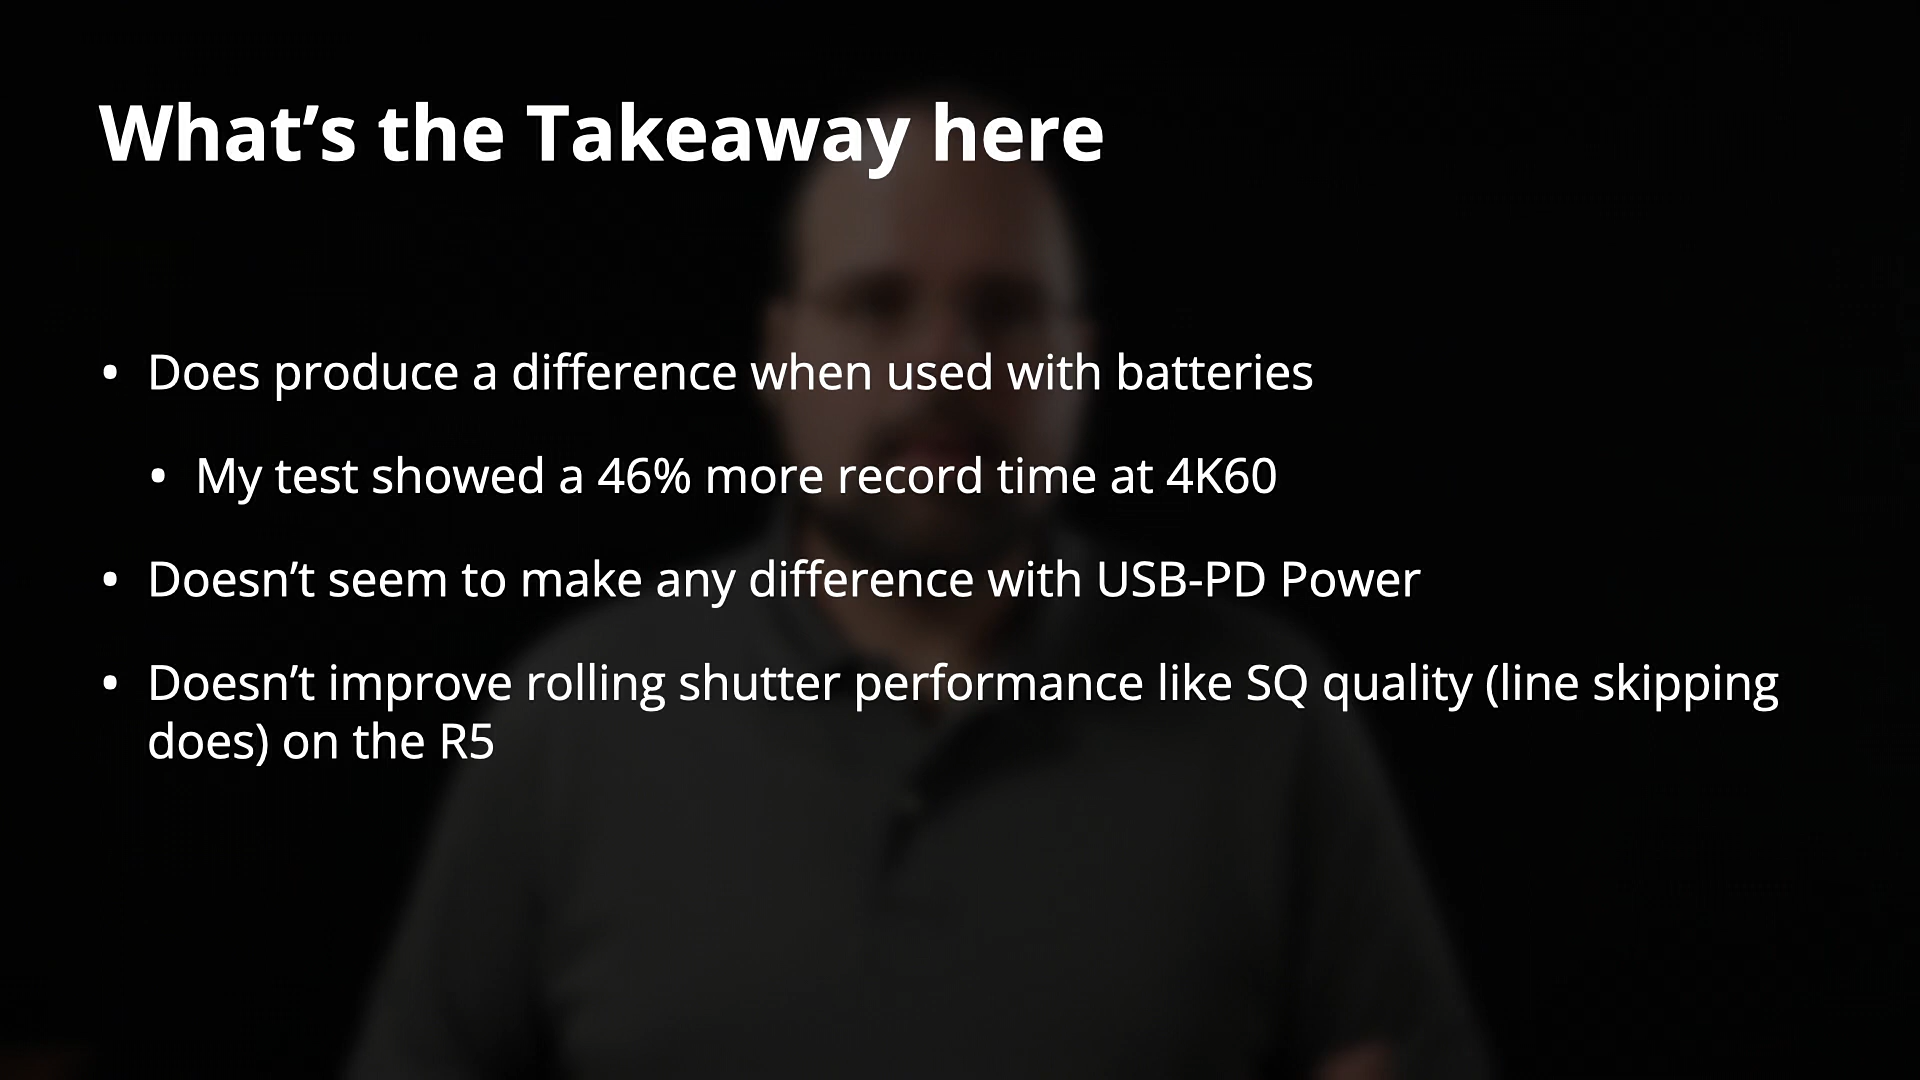 What’s the Takeaway here
• Does produce a difference when used with batteries
• My test showed a 46% more record time at 4K60
• Doesn’t seem to make any difference with USB-PD Power
• Doesn’t improve rolling shutter performance like SQ quality (line skipping
does) on the R5